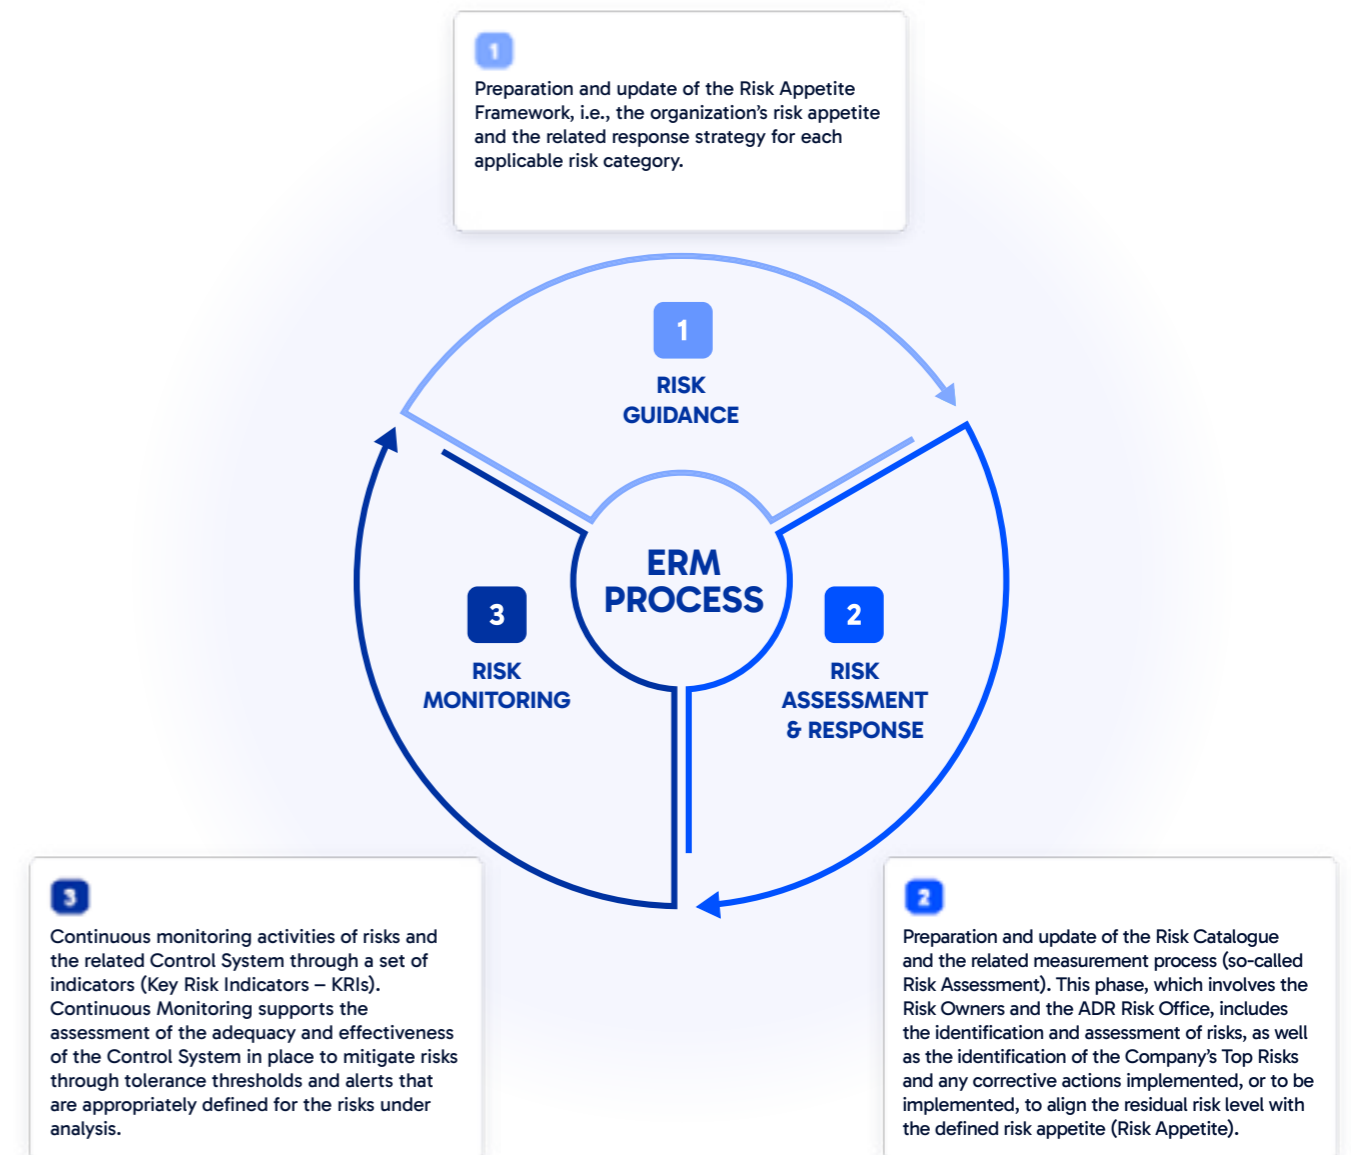 1
Preparation and update of the Risk Appetite
Framework, i.e., the organization’s risk appetite
and the related response strategy for each
applicable risk category.
1
RISK
GUIDANCE
ERM
PROCESS
3
RISK
MONITORING
2
RISK
ASSESSMENT
& RESPONSE
3
Continuous monitoring activities of risks and
the related Control System through a set of
indicators (Key Risk Indicators – KRIs).
Continuous Monitoring supports the
assessment of the adequacy and effectiveness
of the Control System in place to mitigate risks
through tolerance thresholds and alerts that
are appropriately defined for the risks under
analysis.
2
Preparation and update of the Risk Catalogue
and the related measurement process (so-called
Risk Assessment). This phase, which involves the
Risk Owners and the ADR Risk Office, includes
the identification and assessment of risks, as well
as the identification of the Company’s Top Risks
and any corrective actions implemented, or to be
implemented, to align the residual risk level with
the defined risk appetite (Risk Appetite).